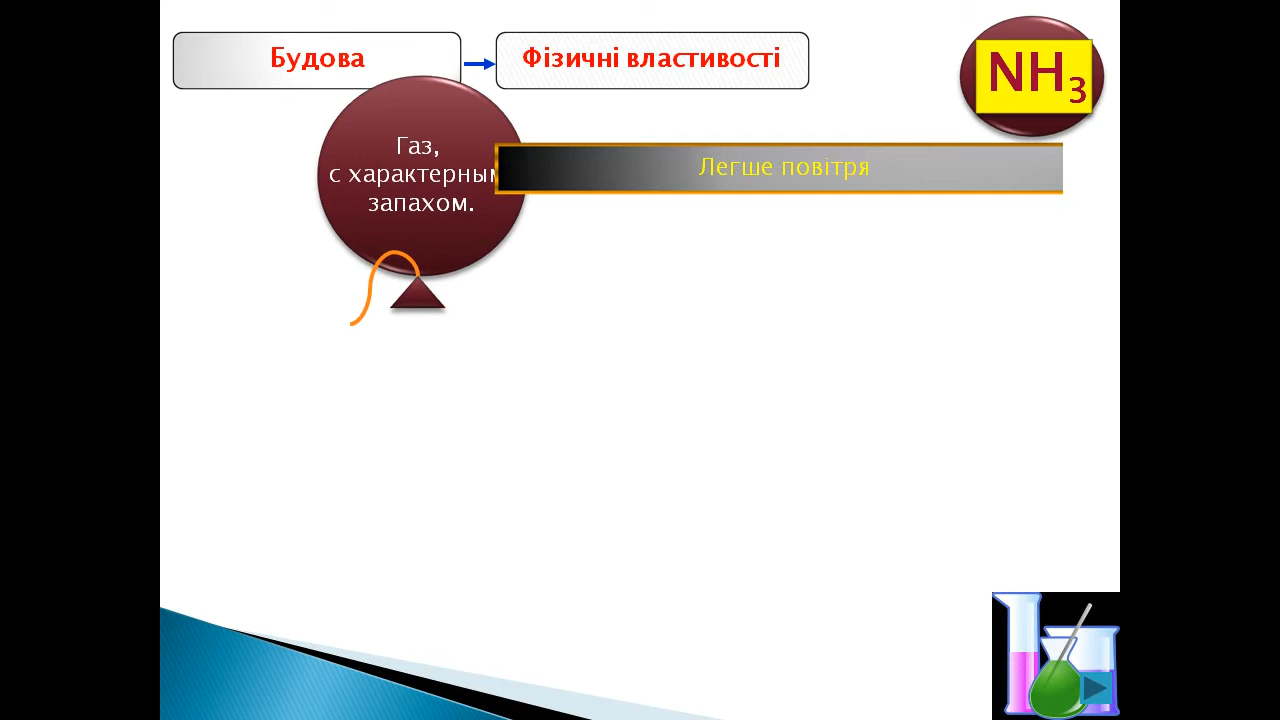 Будова
Фізичні властивості
NH₃
Газ,
с характерным
запахом.
Легше повітря